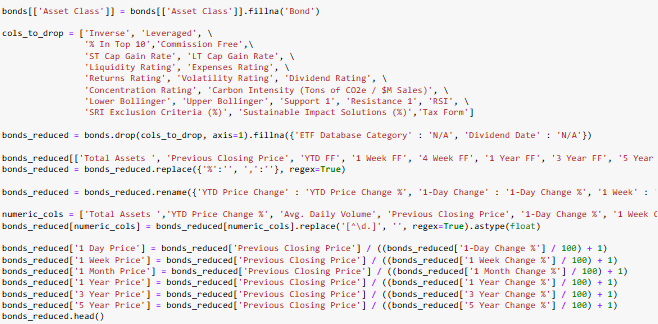 bonds[['Asset Class']] = bonds[['Asset Class']].fillna('Bond')
cols_to_drop = ['Inverse', 'Leveraged', \
'% In Top 10','Commission Free',\
'ST Cap Gain Rate', 'LT Cap Gain Rate', \
'Liquidity Rating', 'Expenses Rating', \
'Returns Rating', 'Volatility Rating', 'Dividend Rating', \
'Concentration Rating', 'Carbon Intensity (Tons of CO2e / $M Sales)', \
'Lower Bollinger', 'Upper Bollinger', 'Support 1', 'Resistance 1', 'RSI', \
'SRI Exclusion Criteria (%)', 'Sustainable Impact Solutions (%)','Tax Form']
bonds_reduced = bonds.drop(cols_to_drop, axis=1).fillna({'ETF Database Category' : 'N/A', 'Dividend Date' : 'N/A'})
bonds_reduced[['Total Assets ', 'Previous Closing Price', 'YTD FF', '1 Week FF', '4 Week FF', '1 Year FF', '3 Year FF', '5 Year
bonds_reduced = bonds_reduced.replace({'%':'', ',':''}, regex=True)
bonds_reduced = bonds_reduced.rename({'YTD Price Change' : 'YTD Price Change %', '1-Day Change' : '1-Day Change %', '1 Week' :
numeric_cols = ['Total Assets ','YTD Price Change %', 'Avg. Daily Volume', 'Previous Closing Price', '1-Day Change %', '1 Week C
bonds_reduced[numeric_cols] = bonds_reduced[numeric_cols].replace('[^\d.]', '', regex=True).astype(float)
bonds_reduced['1 Day Price'] = bonds_reduced['Previous Closing Price'] / ((bonds_reduced['1-Day Change %'] / 100) + 1)
bonds_reduced['1 Week Price'] = bonds_reduced['Previous Closing Price'] / ((bonds_reduced['1 Week Change %'] / 100) + 1)
bonds_reduced['1 Month Price'] = bonds_reduced['Previous Closing Price'] / ((bonds_reduced['1 Month Change %'] / 100) + 1)
bonds_reduced['1 Year Price'] = bonds_reduced['Previous Closing Price'] / ((bonds_reduced['1 Year Change %'] / 100) + 1)
bonds_reduced['3 Year Price'] = bonds_reduced['Previous Closing Price'] / ((bonds_reduced['3 Year Change %'] / 100) + 1)
bonds_reduced['5 Year Price'] = bonds_reduced['Previous Closing Price'] / ((bonds_reduced['5 Year Change %'] / 100) + 1)
bonds_reduced.head()